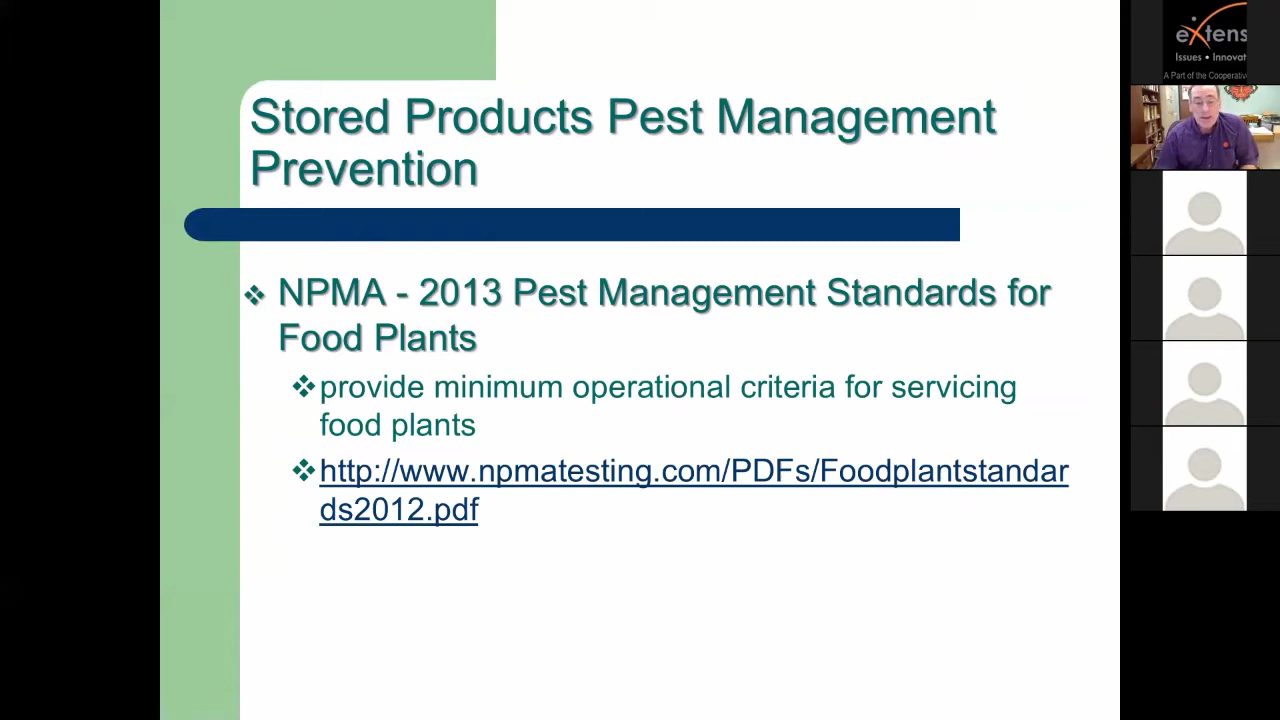 Stored Products Pest Management
Prevention
NPMA - 2013 Pest Management Standards for
Food Plants
provide minimum operational criteria for servicing
food plants
http://www.npmatesting.com/PDFs/Foodplantstandar
ds2012.pdf
eXtens
Issues • Innovat
A Part of the Cooperative